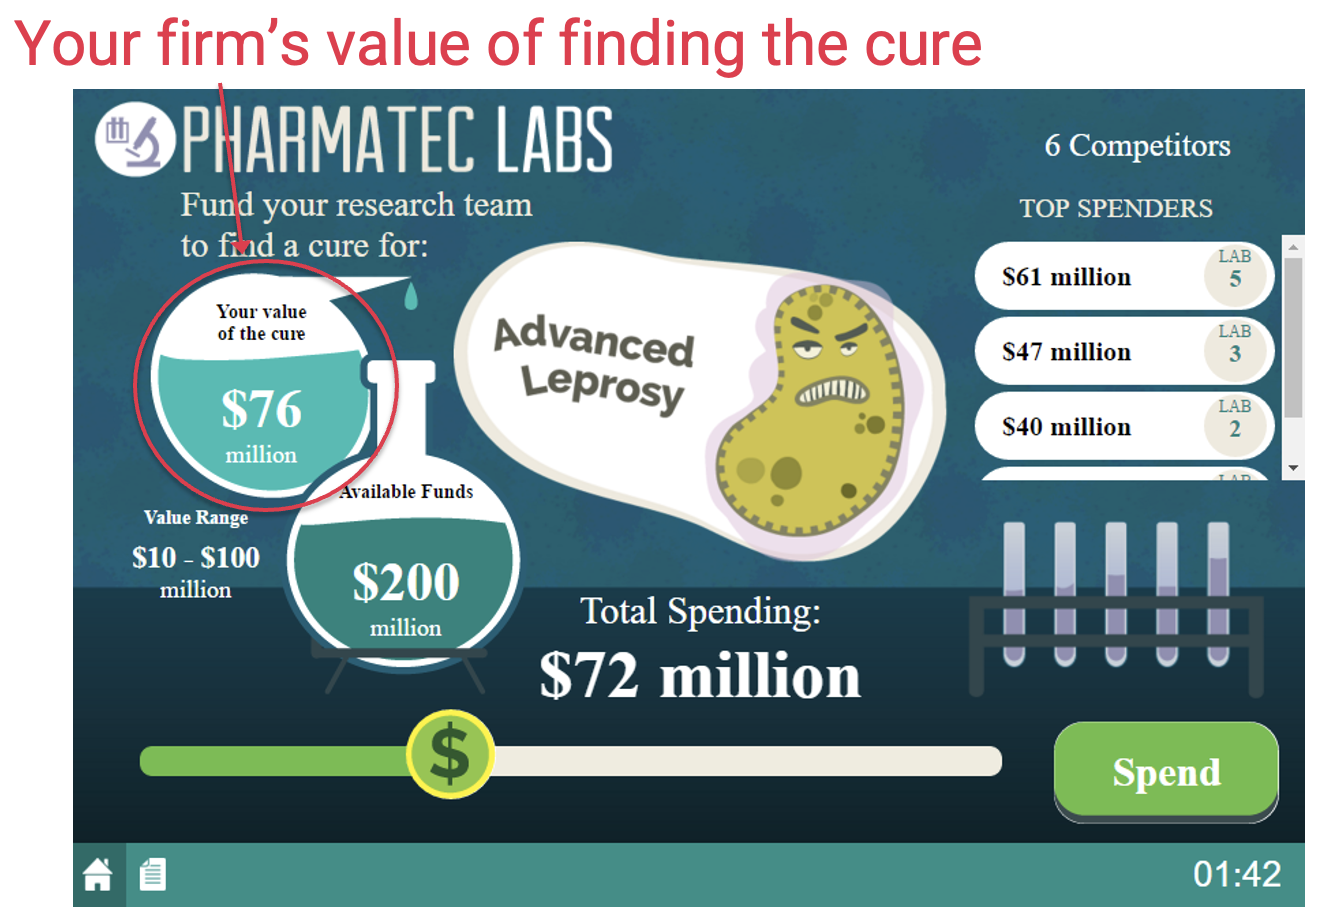 Your firm’s value of finding the cure
PHARMATEC LABS
Fund your research team
to find a cure for:
6 Competitors
TOP SPENDERS
$61 million
LAB
5
$47 million
LAB
3
$40 million
LAB
2
LAB
Your value
of the cure
$76
million
Value Range
$10 - $100
million
Available Funds
$200
million
Advanced
Leprosy
Total Spending:
$72 million
$
Spend
01:42